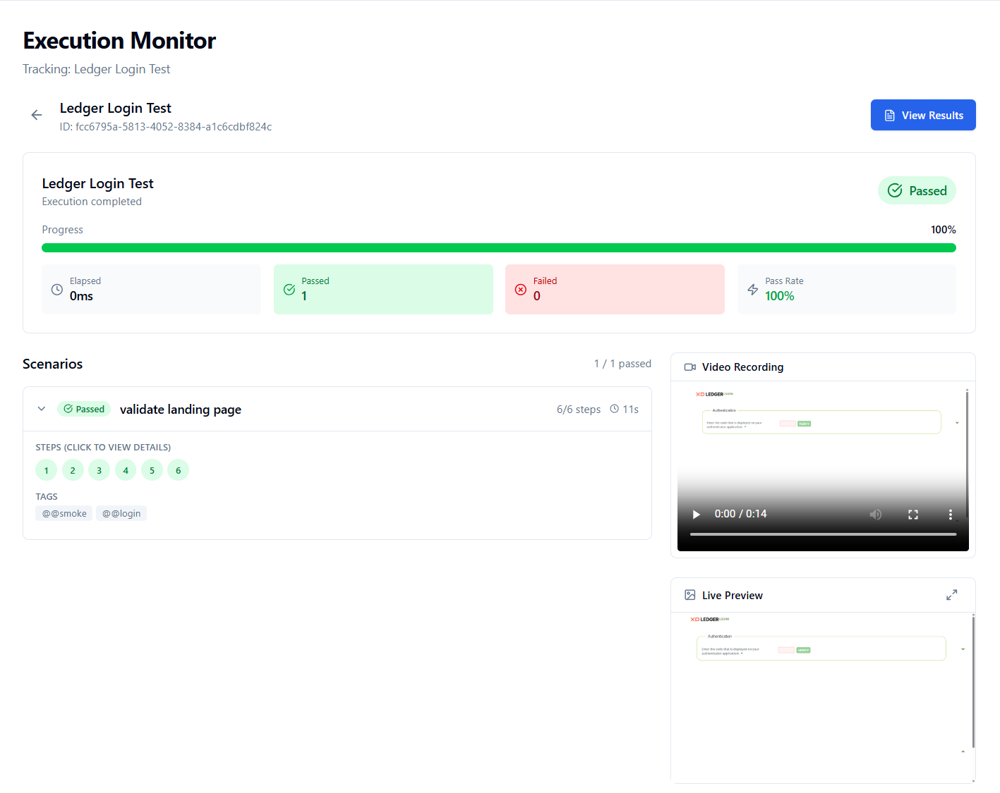 Execution Monitor
Tracking: Ledger Login Test
Ledger Login Test
ID: fcc6795a-5813-4052-8384-a1c6cdbf824c
View Results
Ledger Login Test
Execution completed
Passed
Progress
100%
Elapsed
0ms
Passed
1
Failed
0
Pass Rate
100%
Scenarios
1 / 1 passed
Passed
validate landing page
6/6 steps
11s
STEPS (CLICK TO VIEW DETAILS)
1 2 3 4 5 6
TAGS
@@smoke @@login
Video Recording
XD LEDGER
Authentication
Enter the code that is displayed on your
authenticator application: *
VERIFY
0:00 / 0:14
Live Preview
XD LEDGER
Authentication
Enter the code that is displayed on your
authenticator application: *
VERIFY